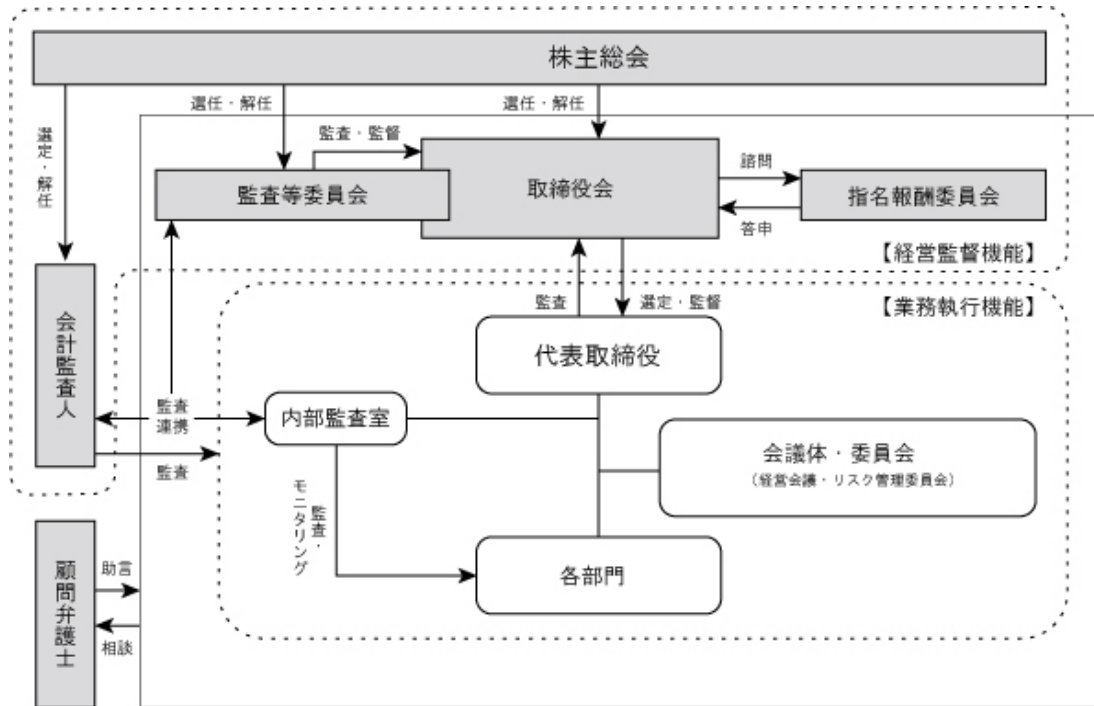 株主総会
選任・解任
選任・解任
選定・解任
監査・監督
監査等委員会
取締役会
諮問
答申
指名報酬委員会
【経営監督機能】
監査
選定・監督
【業務執行機能】
会計監査人
代表取締役
監査
連携
内部監査室
監査
会議体・委員会
（経営会議・リスク管理委員会）
監査・
モニタリング
各部門
顧問弁護士
助言
相談